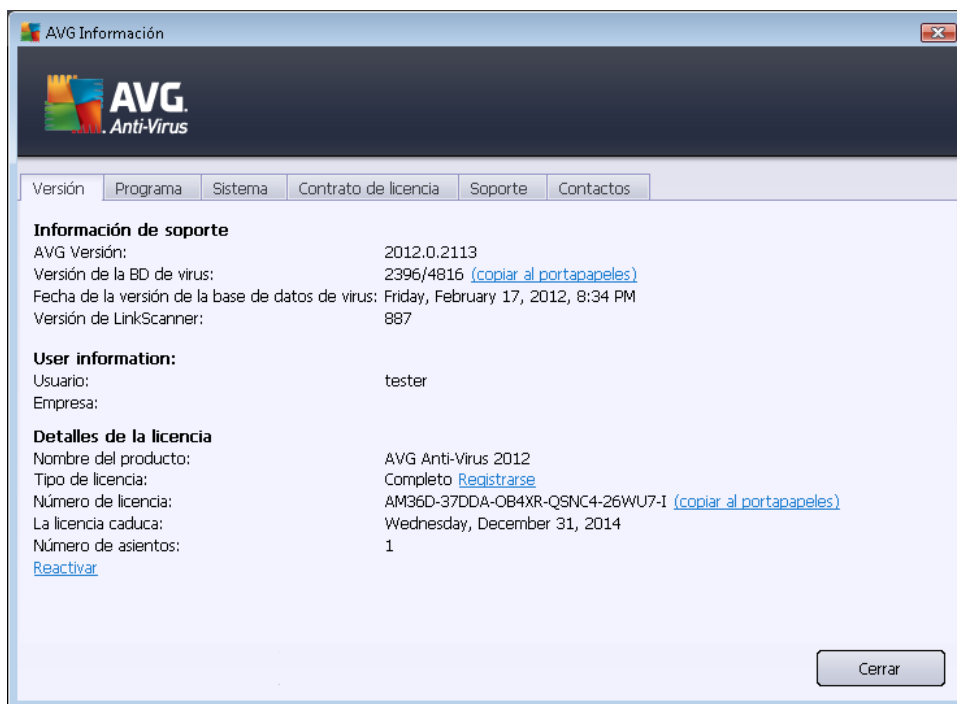 AVG Información
AVG.
Anti-Virus
Versión Programa Sistema Contrato de licencia Soporte Contactos
Información de soporte
AVG Versión: 2012.0.2113
Versión de la BD de virus: 2396/4816 (copiar al portapapeles)
Fecha de la versión de la base de datos de virus: Friday, February 17, 2012, 8:34 PM
Versión de LinkScanner: 887
User information:
Usuario: tester
Empresa:
Detalles de la licencia
Nombre del producto: AVG Anti-Virus 2012
Tipo de licencia: Completo Registrarse
Número de licencia: AM36D-37DDA-OB4XR-QSNC4-26WU7-I (copiar al portapapeles)
La licencia caduca: Wednesday, December 31, 2014
Número de asientos: 1
Reactivar
Cerrar